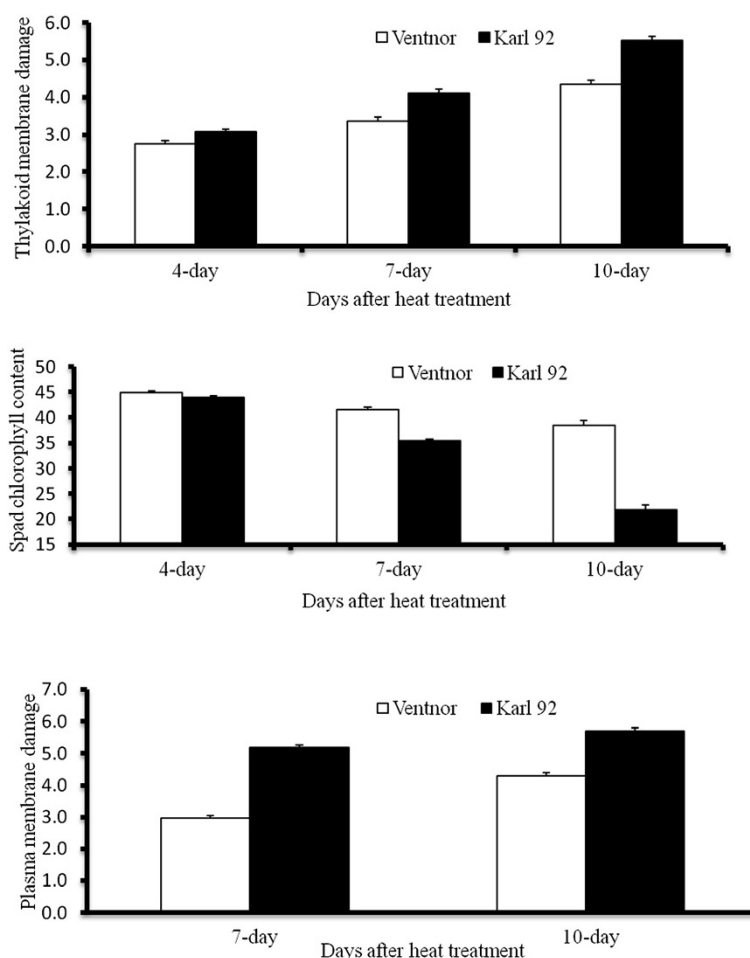 Thylakoid membrane damage
6.0
5.0
4.0
3.0
2.0
1.0
0.0
Ventnor Karl 92
4-day 7-day 10-day
Days after heat treatment
Spad chlorophyll content
50
45
40
35
30
25
20
15
Ventnor Karl 92
4-day 7-day 10-day
Days after heat treatment
Plasma membrane damage
7.0
6.0
5.0
4.0
3.0
2.0
1.0
0.0
Ventnor Karl 92
7-day 10-day
Days after heat treatment